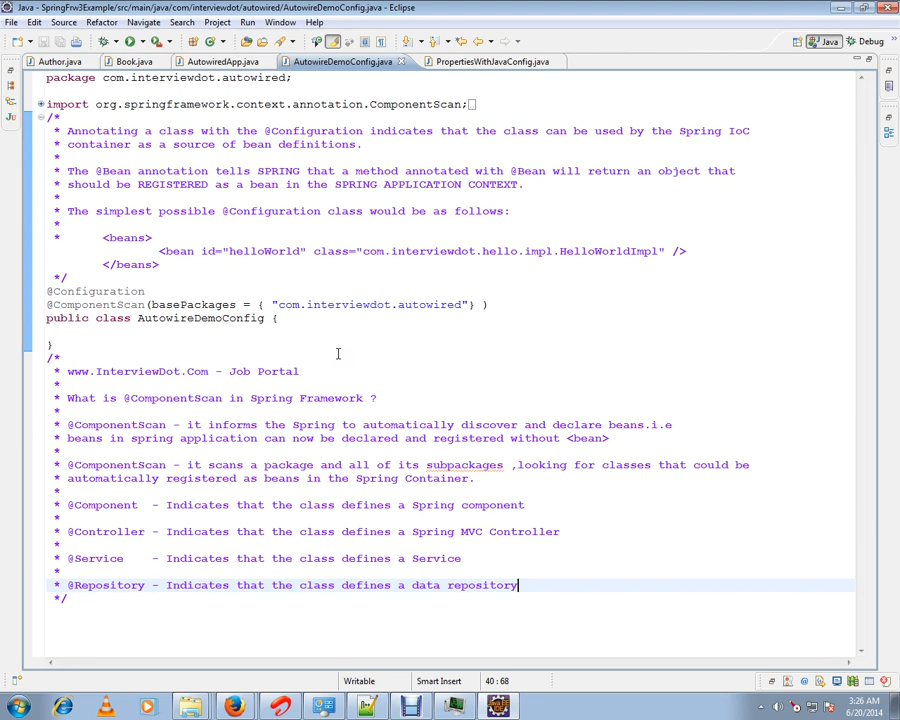 Java - SpringFrw3Example/src/main/java/com/interviewdot/autowired/AutowireDemoConfig.java - Eclipse
File Edit Source Refactor Navigate Search Project Run Window Help
Java Debug
Author.java Book.java AutowiredApp.java AutowireDemoConfig.java PropertiesWithJavaConfig.java
package com.interviewdot.autowired;
import org.springframework.context.annotation.ComponentScan;
/*
* Annotating a class with the @Configuration indicates that the class can be used by the Spring IoC
container as a source of bean definitions.
*
* The @Bean annotation tells SPRING that a method annotated with @Bean will return an object that
should be REGISTERED as a bean in the SPRING APPLICATION CONTEXT.
*
* The simplest possible @Configuration class would be as follows:
*
* <beans>
<bean id="helloWorld" class="com.interviewdot.hello.impl.HelloWorldImpl" />
</beans>
*/
@Configuration
@ComponentScan(basePackages = { "com.interviewdot.autowired"} )
public class AutowireDemoConfig {
}
/*
* www.InterviewDot.Com - Job Portal
*
* What is @ComponentScan in Spring Framework ?
*
* @ComponentScan - it informs the Spring to automatically discover and declare beans.i.e
* beans in spring application can now be declared and registered without <bean>
*
* @ComponentScan - it scans a package and all of its subpackages ,looking for classes that could be
* automatically registered as beans in the Spring Container.
*
* @Component - Indicates that the class defines a Spring component
*
* @Controller - Indicates that the class defines a Spring MVC Controller
*
* @Service - Indicates that the class defines a Service
*
* @Repository - Indicates that the class defines a data repository
*/
Writable Smart Insert 40 : 68
3:26 AM
6/20/2014